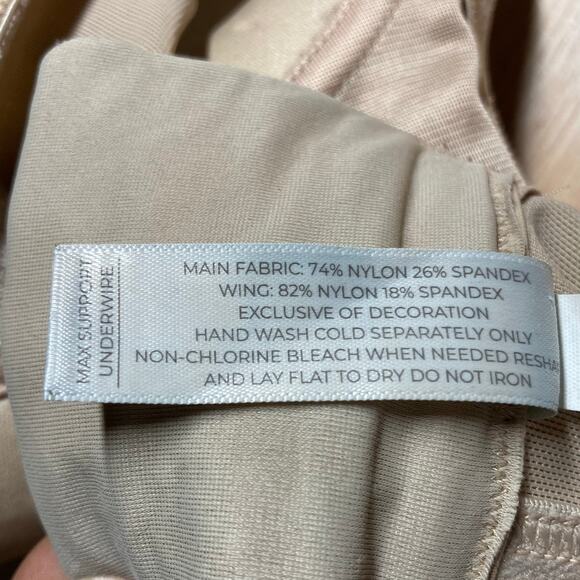 MAX SUPPORT
UNDERWIRE
MAIN FABRIC: 74% NYLON 26% SPANDEX
WING: 82% NYLON 18% SPANDEX
EXCLUSIVE OF DECORATION
HAND WASH COLD SEPARATELY ONLY
NON-CHLORINE BLEACH WHEN NEEDED RESHA
AND LAY FLAT TO DRY DO NOT IRON